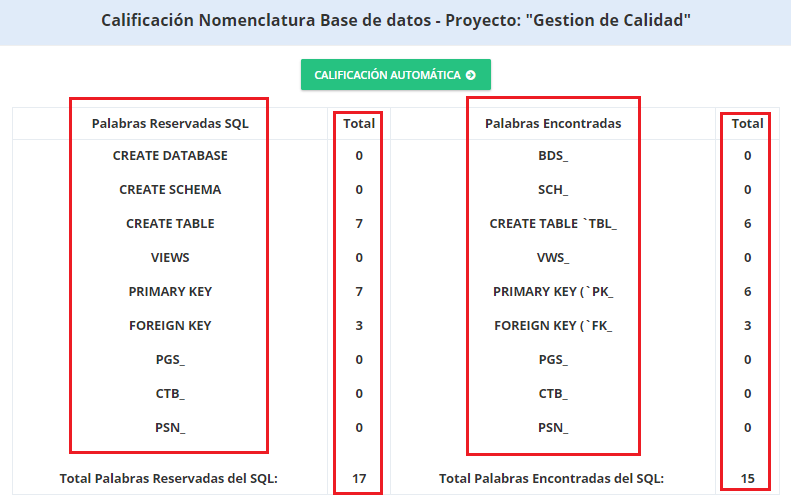 Calificación Nomenclatura Base de datos - Proyecto: "Gestion de Calidad"
CALIFICACIÓN AUTOMÁTICA
Palabras Reservadas SQL Total Palabras Encontradas Total
CREATE DATABASE 0 BDS_ 0
CREATE SCHEMA 0 SCH_ 0
CREATE TABLE 7 CREATE TABLE `TBL_ 6
VIEWS 0 VWS_ 0
PRIMARY KEY 7 PRIMARY KEY (`PK_ 6
FOREIGN KEY 3 FOREIGN KEY (`FK_ 3
PGS_ 0 PGS_ 0
CTB_ 0 CTB_ 0
PSN_ 0 PSN_ 0
Total Palabras Reservadas del SQL: 17 Total Palabras Encontradas del SQL: 15